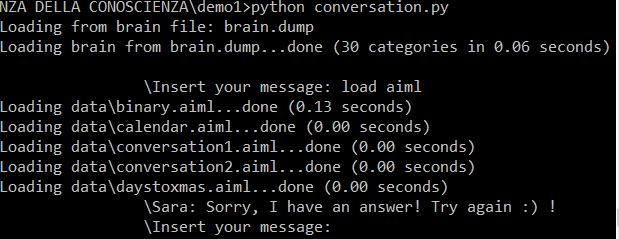 NZA DELLA CONOSCIENZA\demo1>python conversation.py
Loading from brain file: brain.dump
Loading brain from brain.dump...done (30 categories in 0.06 seconds)
\Insert your message: load aiml
Loading data\binary.aiml...done (0.13 seconds)
Loading data\calendar.aiml...done (0.00 seconds)
Loading data\conversation1.aiml...done (0.00 seconds)
Loading data\conversation2.aiml...done (0.00 seconds)
Loading data\daystoxmas.aiml...done (0.00 seconds)
\Sara: Sorry, I have an answer! Try again :) !
\Insert your message: